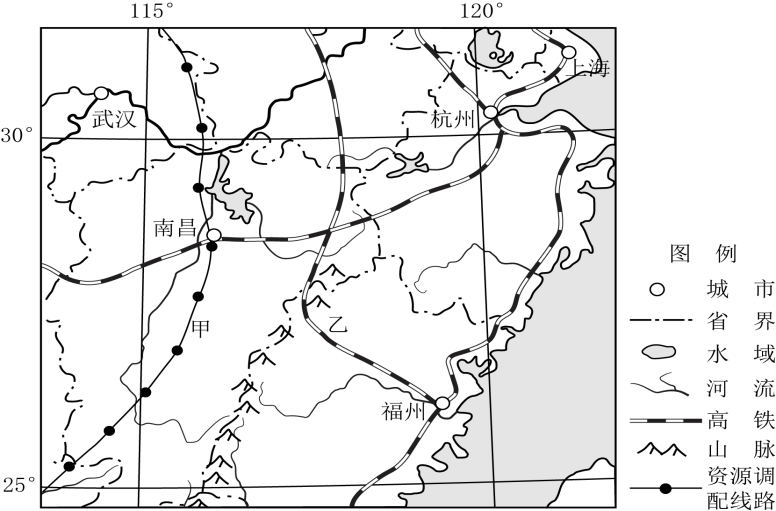 115° 120°
上海
杭州
武汉
30°
南昌
甲
乙
福州
25°
图 例
城 市
省 界
水 域
河 流
高 铁
山 脉
资源调
配线路